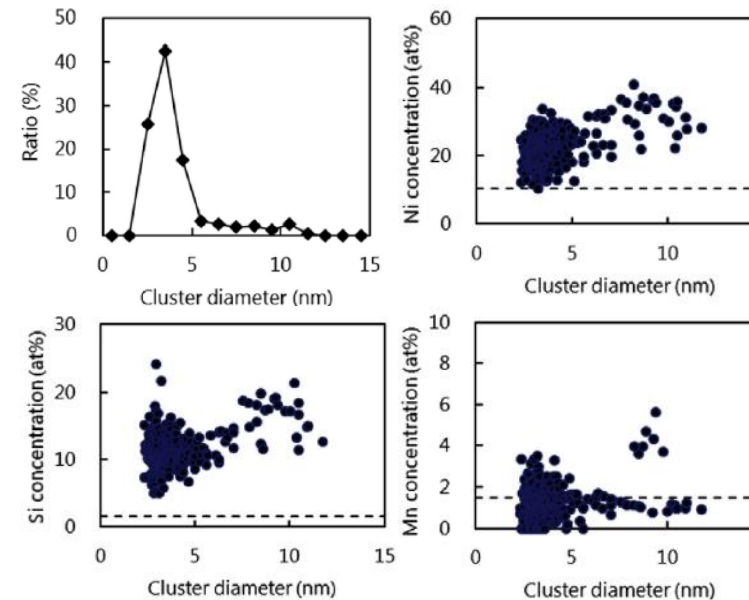 50
40
30
20
10
0
Ratio (%)
0 5 10 15
Cluster diameter (nm)
60
40
20
0
Ni concentration (at%)
0 5 10
Cluster diameter (nm)
30
20
10
0
Si concentration (at%)
0 5 10 15
Cluster diameter (nm)
10
8
6
4
2
0
Mn concentration (at%)
0 5 10
Cluster diameter (nm)